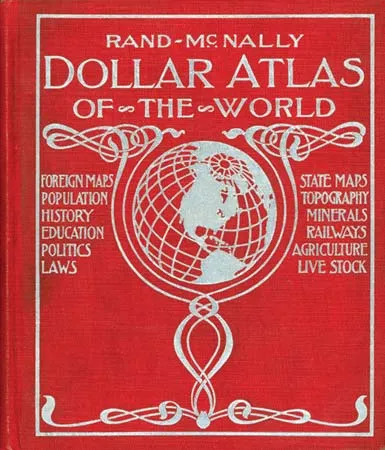 RAND-McNALLY
DOLLAR ATLAS
OF THE WORLD
FOREIGN MAPS
POPULATION
HISTORY
EDUCATION
POLITICS
LAWS
STATE MAPS
TOPOGRAPHY
MINERALS
RAILWAYS
AGRICULTURE
LIVE STOCK